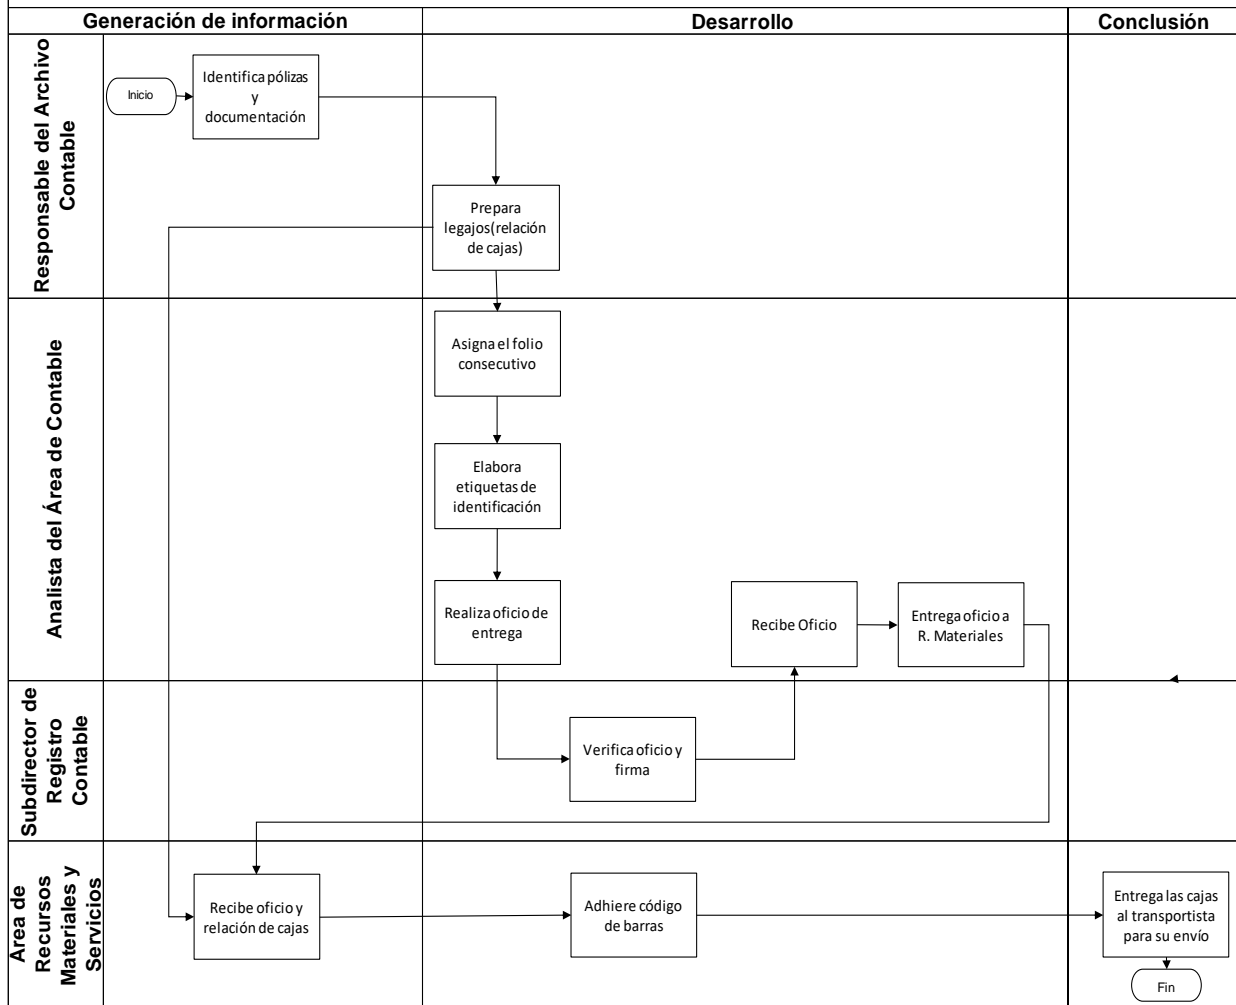 Generación de información
Desarrollo
Conclusión
Responsable del Archivo
Contable
Inicio
Identifica pólizas
y
documentación
Prepara
legajos(relación
de cajas)
Analista del Área de Contable
Asigna el folio
consecutivo
Elabora
etiquetas de
identificación
Realiza oficio de
entrega
Recibe Oficio
Entrega oficio a
R. Materiales
Subdirector de
Registro
Contable
Verifica oficio y
firma
Area de
Recursos
Materiales y
Servicios
Recibe oficio y
relación de cajas
Adhiere código
de barras
Entrega las cajas
al transportista
para su envío
Fin